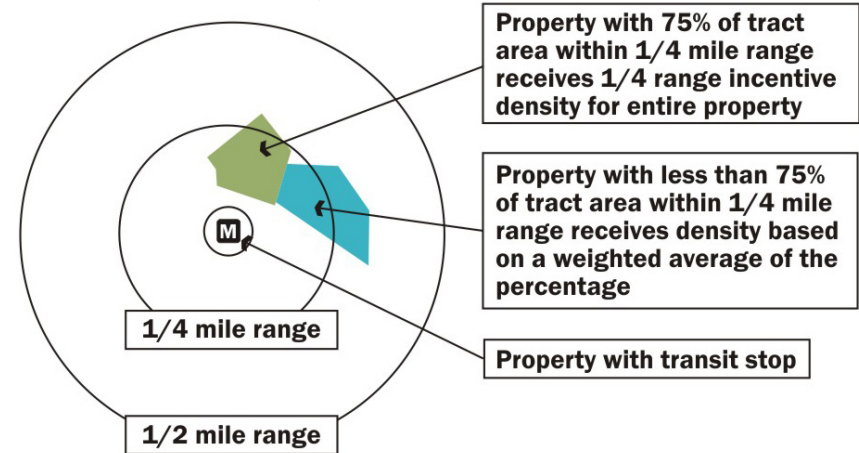 Property with 75% of tract
area within 1/4 mile range
receives 1/4 range incentive
density for entire property
Property with less than 75%
of tract area within 1/4 mile
range receives density based
on a weighted average of the
percentage
M
1/4 mile range
Property with transit stop
1/2 mile range